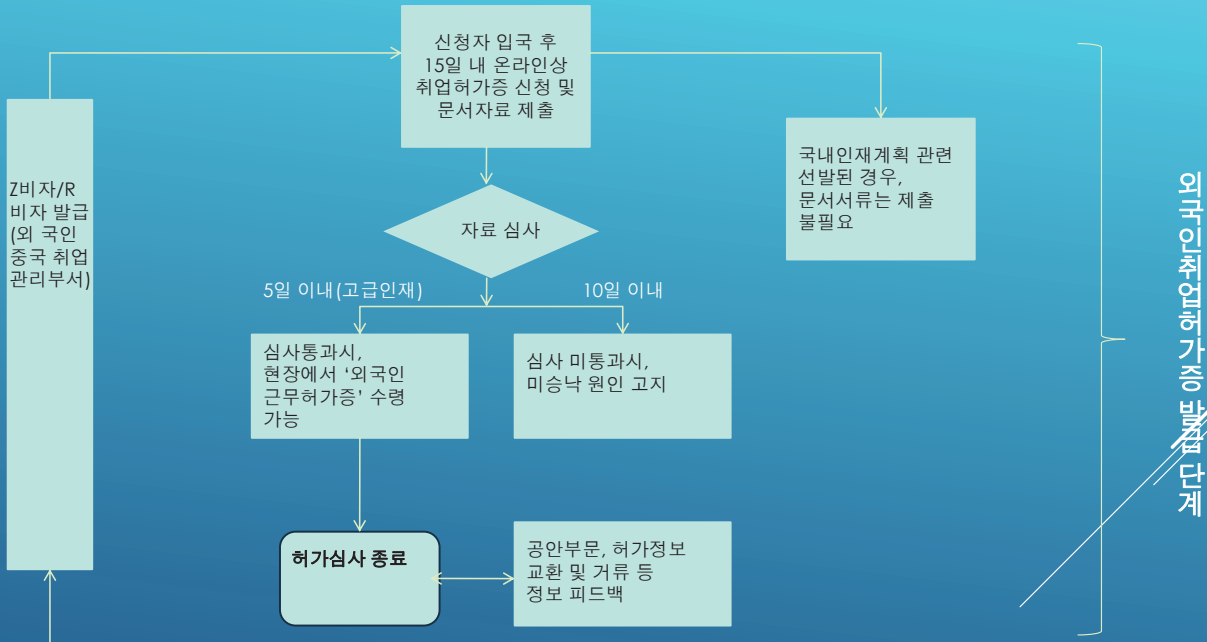 신청자 입국 후
15일 내 온라인상
취업허가증 신청 및
문서자료 제출
Z비자/R
비자 발급
(외 국인
중국 취업
관리부서)
국내인재계획 관련
선발된 경우,
문서서류는 제출
불필요
자료 심사
5일 이내(고급인재)
10일 이내
심사통과시,
현장에서 ‘외국인
근무허가증’ 수령
가능
심사 미통과시,
미승낙 원인 고지
허가심사 종료
공안부문, 허가정보
교환 및 거류 등
정보 피드백
외국인취업허가증 발급 단계